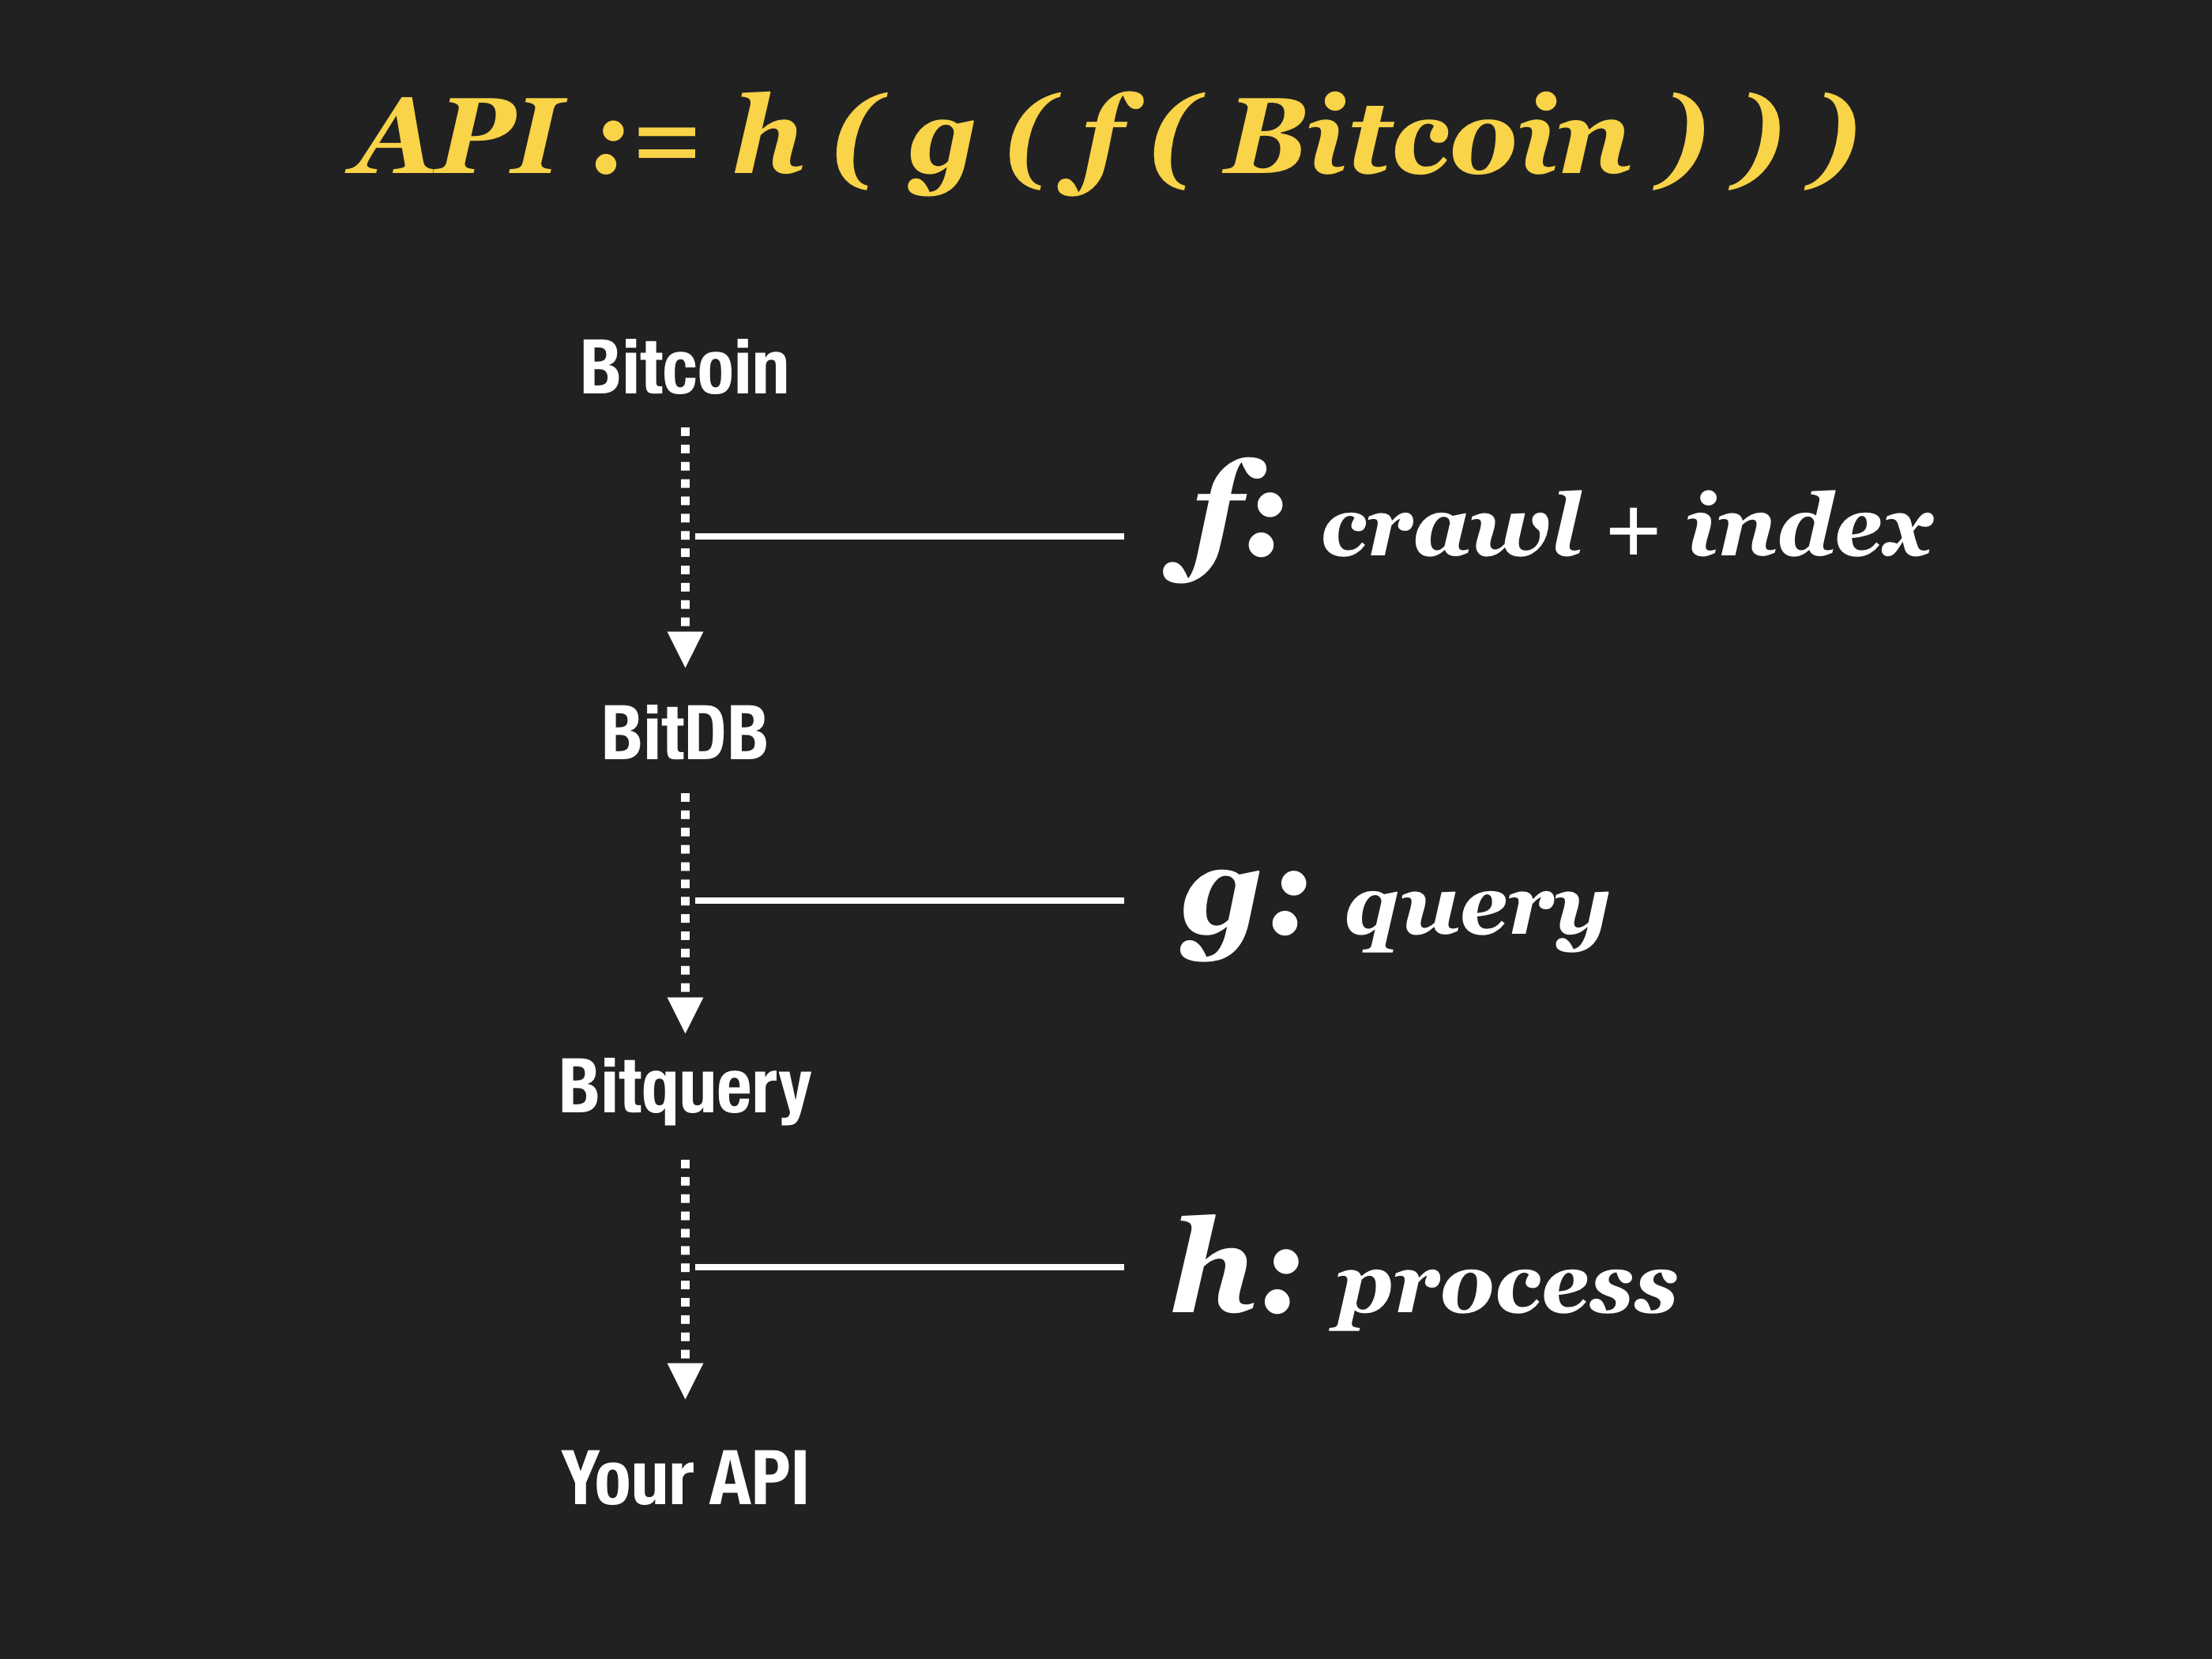 API := h ( g ( f ( Bitcoin ) ) )
Bitcoin
f: crawl + index
BitDB
g: query
Bitquery
h: process
Your API